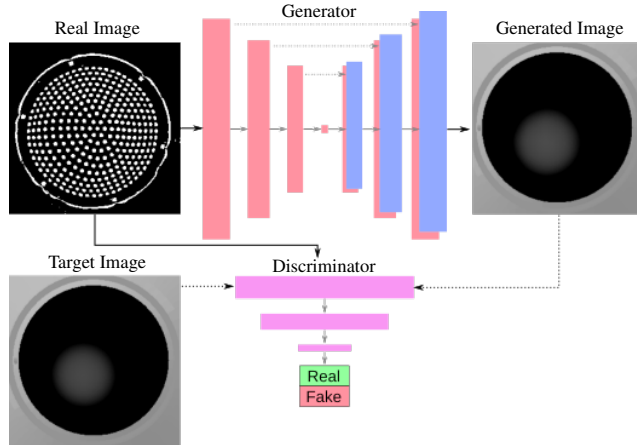 Real Image
Generator
Generated Image
Target Image
Discriminator
Real
Fake